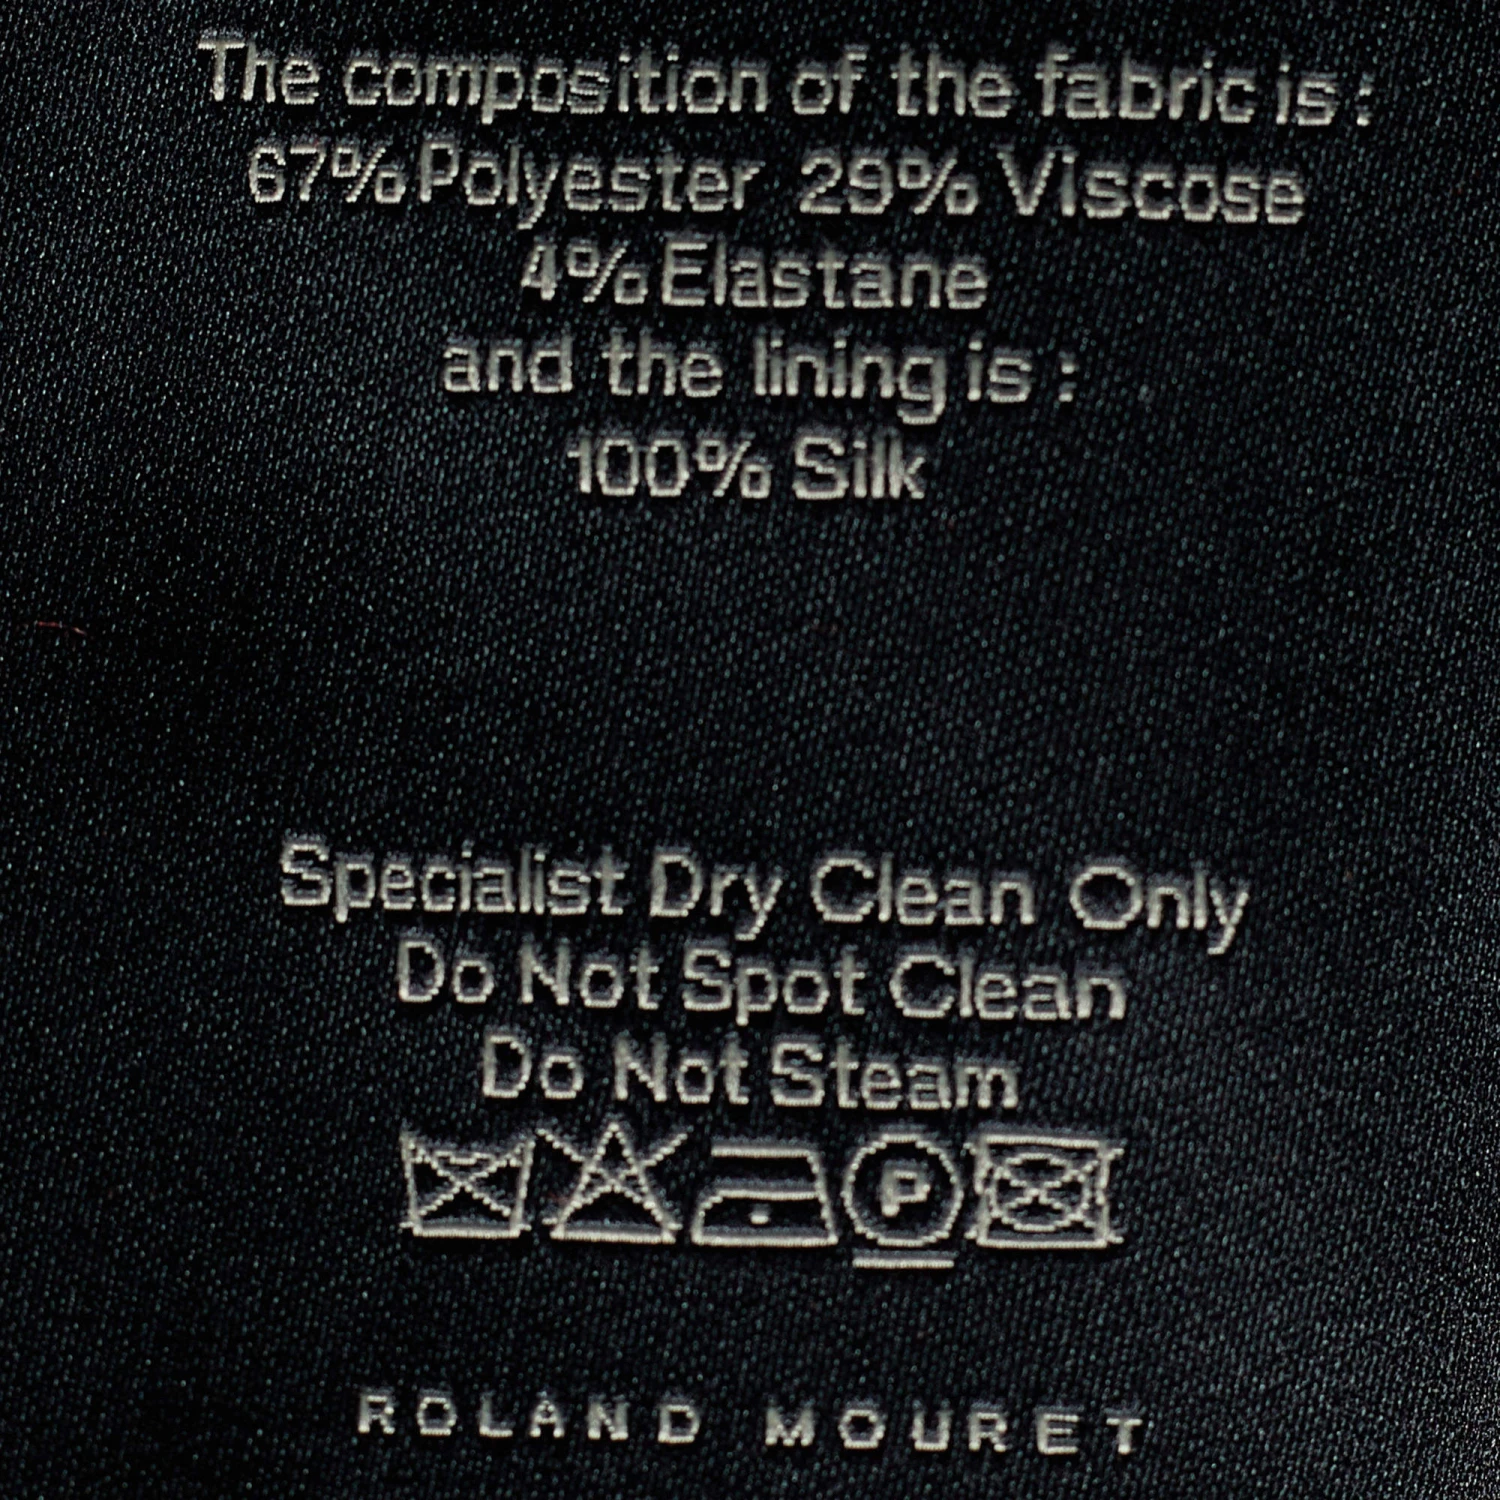 The composition of the fabric is :
67% Polyester 29% Viscose
4% Elastane
and the lining is :
100% Silk
Specialist Dry Clean Only
Do Not Spot Clean
Do Not Steam
P
ROLAND MOURET